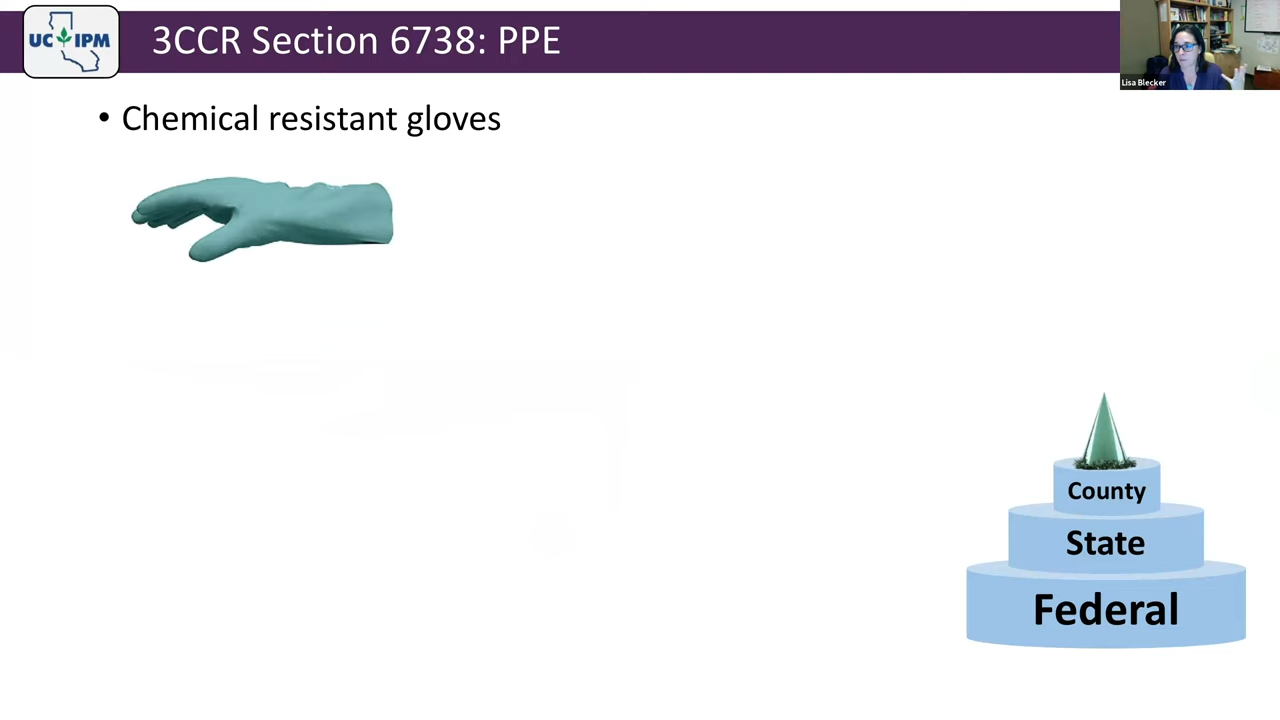 UC IPM
3CCR Section 6738: PPE
Lisa Blecker
• Chemical resistant gloves
County
State
Federal